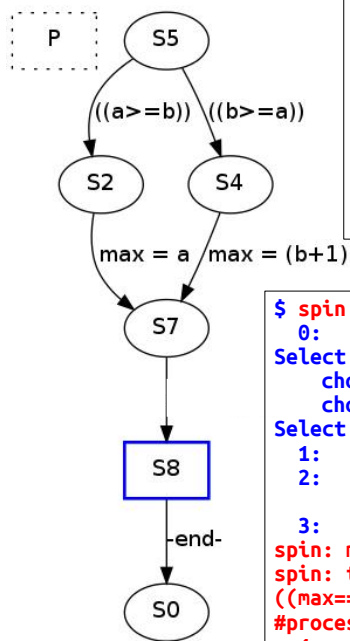 P
S5
((a>=b)) ((b>=a))
S2 S4
max = a max = (b+1)
S7
S8
-end-
S0
$ spin
0:
Select
Select
1:
2:
3:
spin:
spin:
((max==